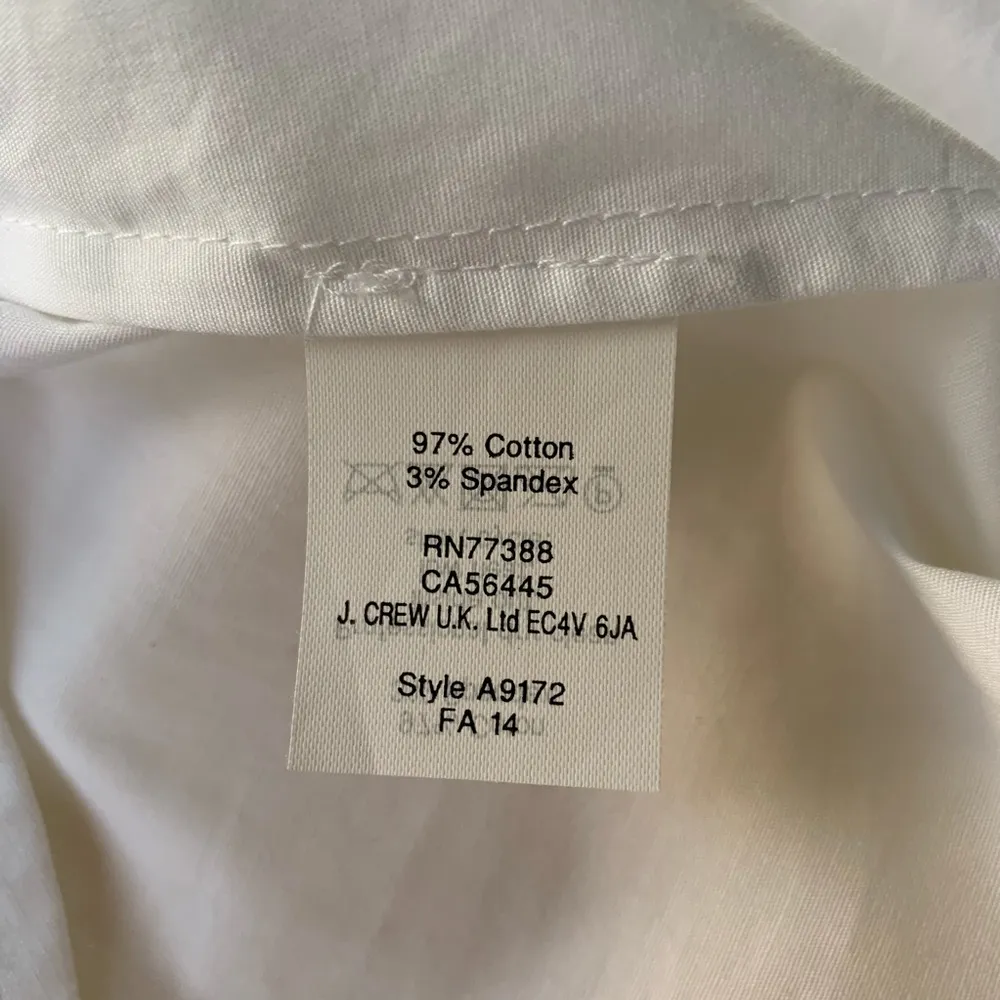 97% Cotton
3% Spandex
RN77388
CA56445
J. CREW U.K. Ltd EC4V 6JA
Style A9172
FA 14